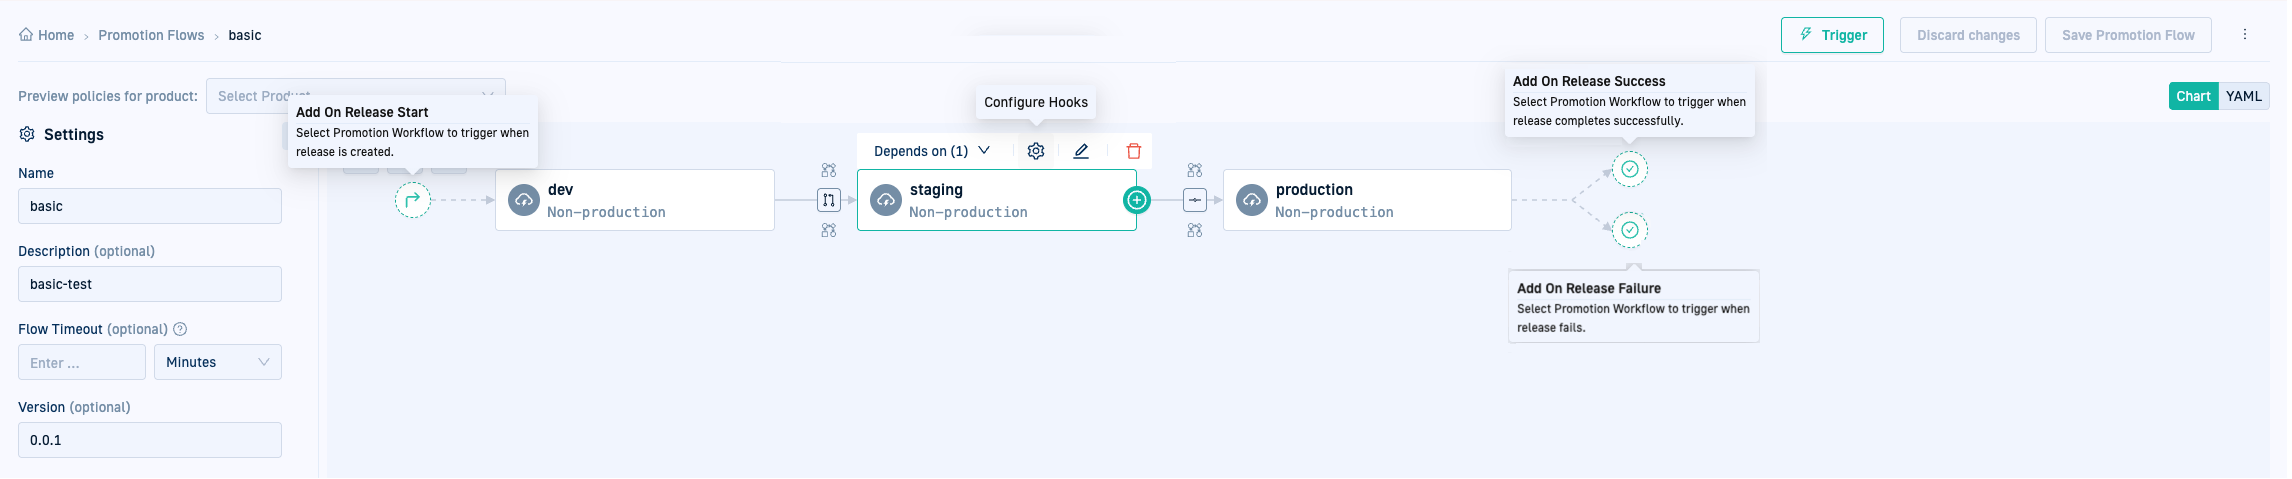 Home › Promotion Flows › basic
Trigger
Discard changes
Save Promotion Flow
Preview policies for product:
Select Product
Chart
YAML
Settings
Name
basic
Description (optional)
basic-test
Flow Timeout (optional)
Enter ...
Minutes
Version (optional)
0.0.1
Add On Release Start
Select Promotion Workflow to trigger when
release is created.
Configure Hooks
Depends on (1)
dev
Non-production
staging
Non-production
production
Non-production
Add On Release Success
Select Promotion Workflow to trigger when
release completes successfully.
Add On Release Failure
Select Promotion Workflow to trigger when
release fails.